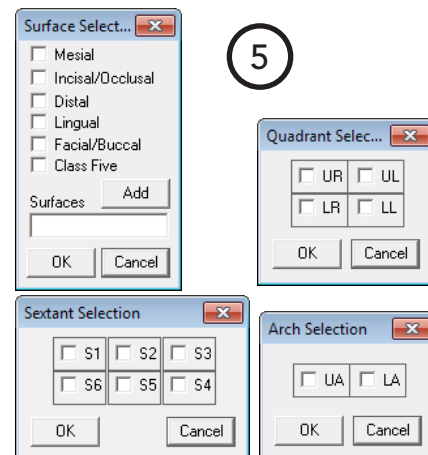 Surface Select...
Mesial
Incisal/Occlusal
Distal
Lingual
Facial/Buccal
Class Five
Surfaces Add
OK Cancel
5
Quadrant Selec...
UR UL
LR LL
OK Cancel
Sextant Selection
S1 S2 S3
S6 S5 S4
OK Cancel
Arch Selection
UA LA
OK Cancel